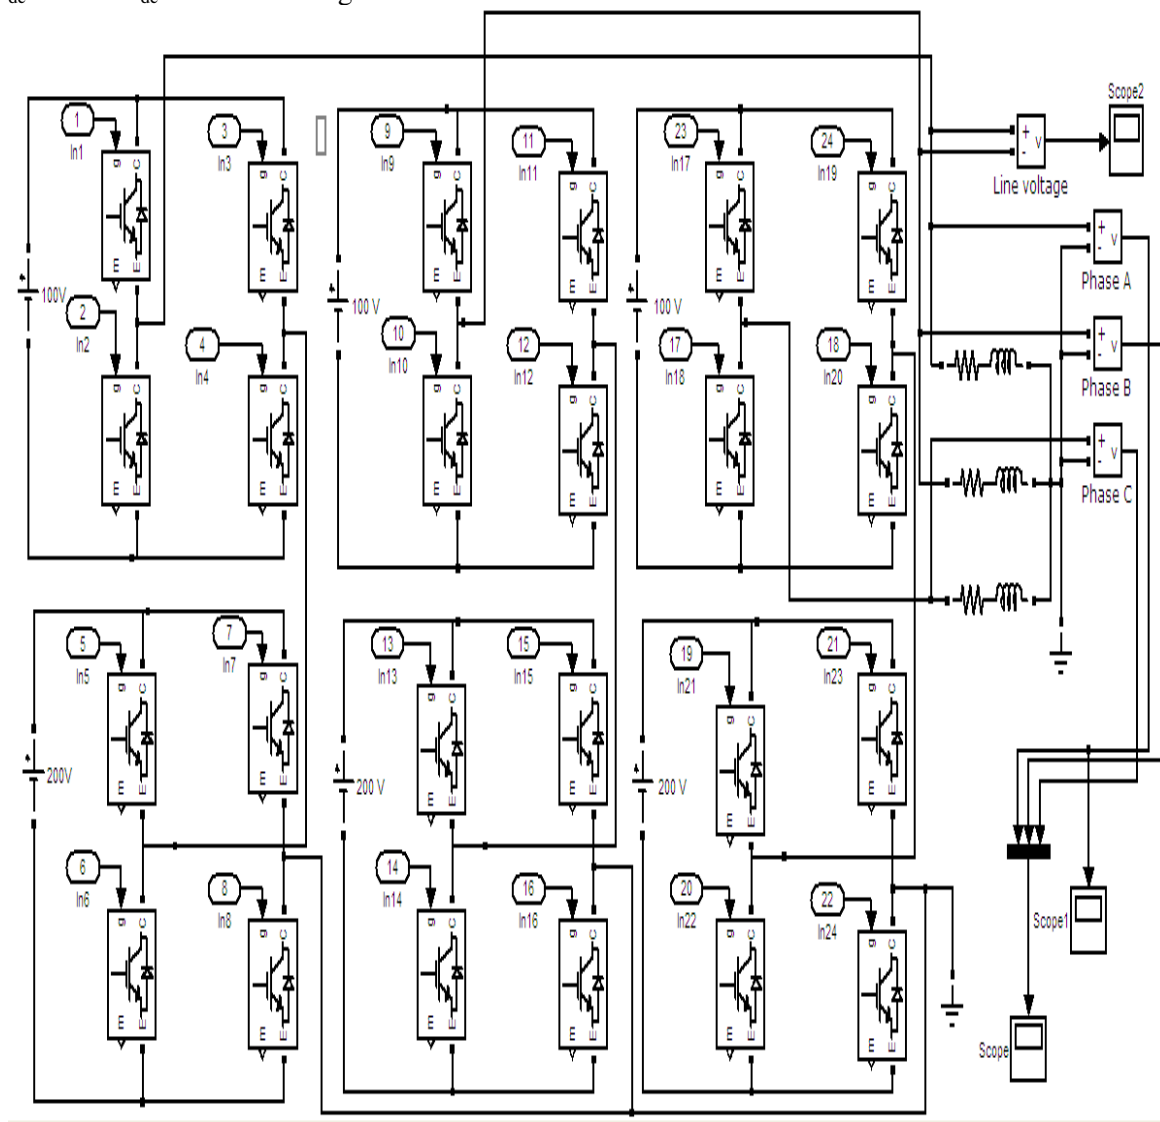 dc dc g
Scope2
1
In1
3
In3
9
In9
11
In11
23
In17
24
In19
g C
m E
g C
m E
g C
m E
g C
m E
g C
m E
g C
m E
+
-
v
Line voltage
+
-
v
Phase A
100V
100 V
100 V
2
In2
4
In4
10
In10
12
In12
17
In18
18
In20
g C
m E
g C
m E
g C
m E
g C
m E
g C
m E
g C
m E
+
-
v
Phase B
+
-
v
Phase C
5
In5
7
In7
13
In13
15
In15
19
In21
21
In23
g C
m E
g C
m E
g C
m E
g C
m E
g C
m E
g C
m E
200V
200 V
200 V
6
In6
8
In8
14
In14
16
In16
20
In22
22
In24
g C
m E
g C
m E
g C
m E
g C
m E
g C
m E
g C
m E
Scope1
Scope